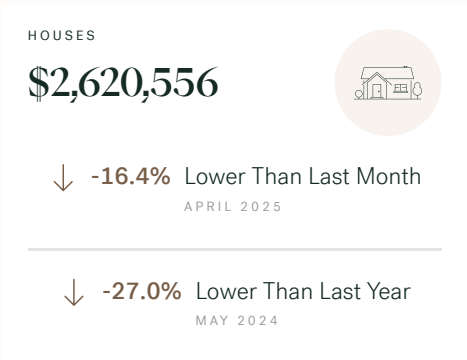 HOUSES
$2,620,556
-16.4% Lower Than Last Month
APRIL 2025
-27.0% Lower Than Last Year
MAY 2024